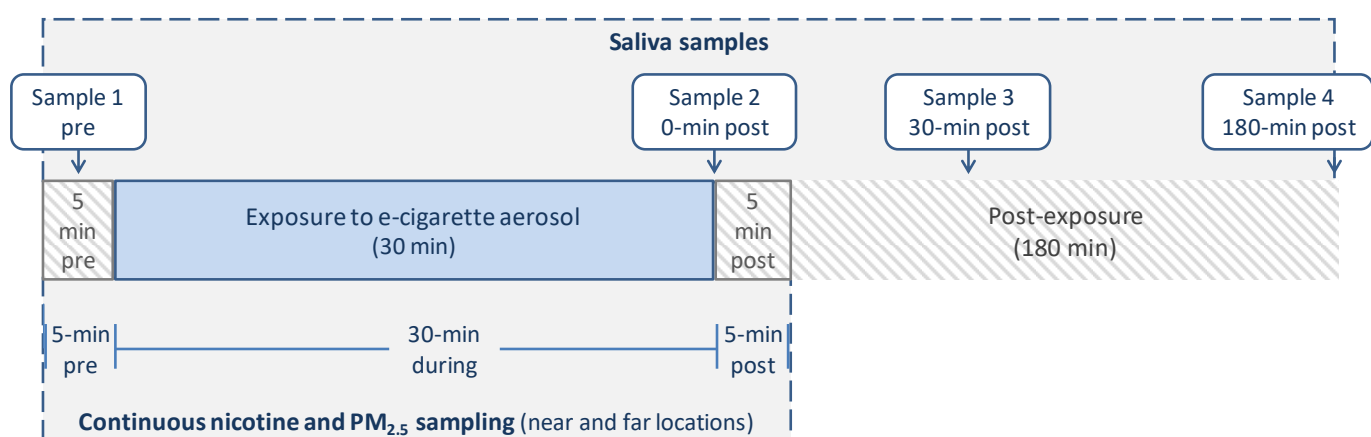 Saliva samples
Sample 1
pre
Sample 2
0-min post
Sample 3
30-min post
Sample 4
180-min post
5
min
pre
Exposure to e-cigarette aerosol
(30 min)
5
min
post
Post-exposure
(180 min)
5-min
pre
30-min
during
5-min
post
Continuous nicotine and PM2.5 sampling (near and far locations)